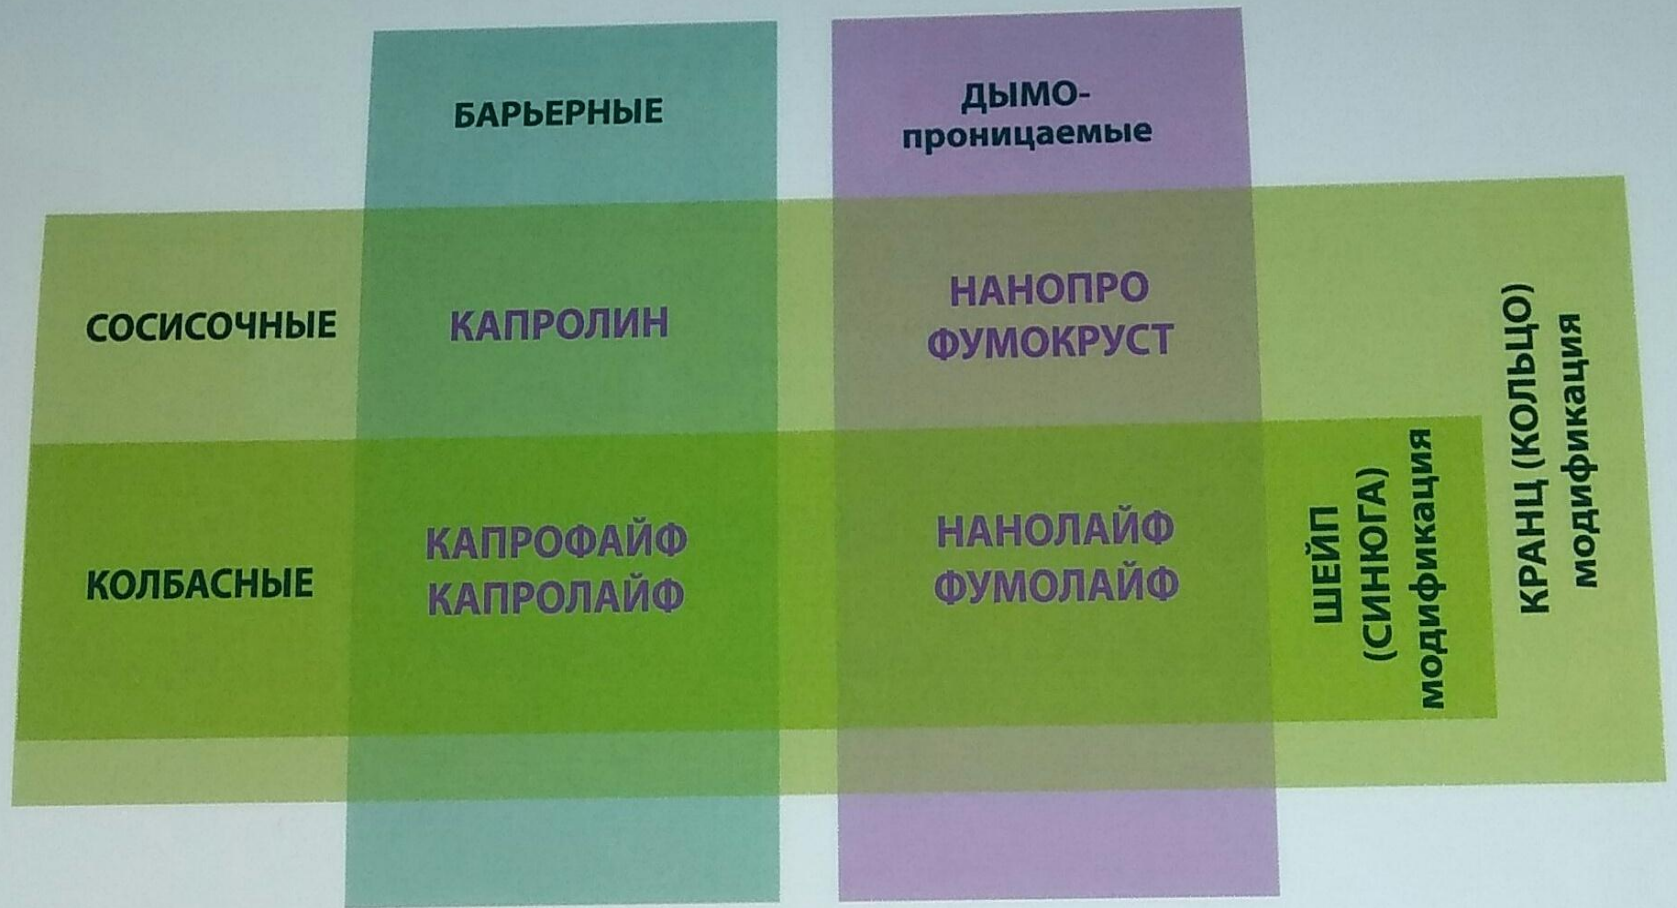 БАРЬЕРНЫЕ
ДЫМО-
проницаемые
СОСИСОЧНЫЕ
КАПРОЛИН
НАНОПРО
ФУМОКРУСТ
КОЛБАСНЫЕ
КАПРОФАЙФ
КАПРОЛАЙФ
НАНОЛАЙФ
ФУМОЛАЙФ
ШЕЙП
(СИНЮГА)
модификация
КРАНЦ (КОЛЬЦО)
модификация